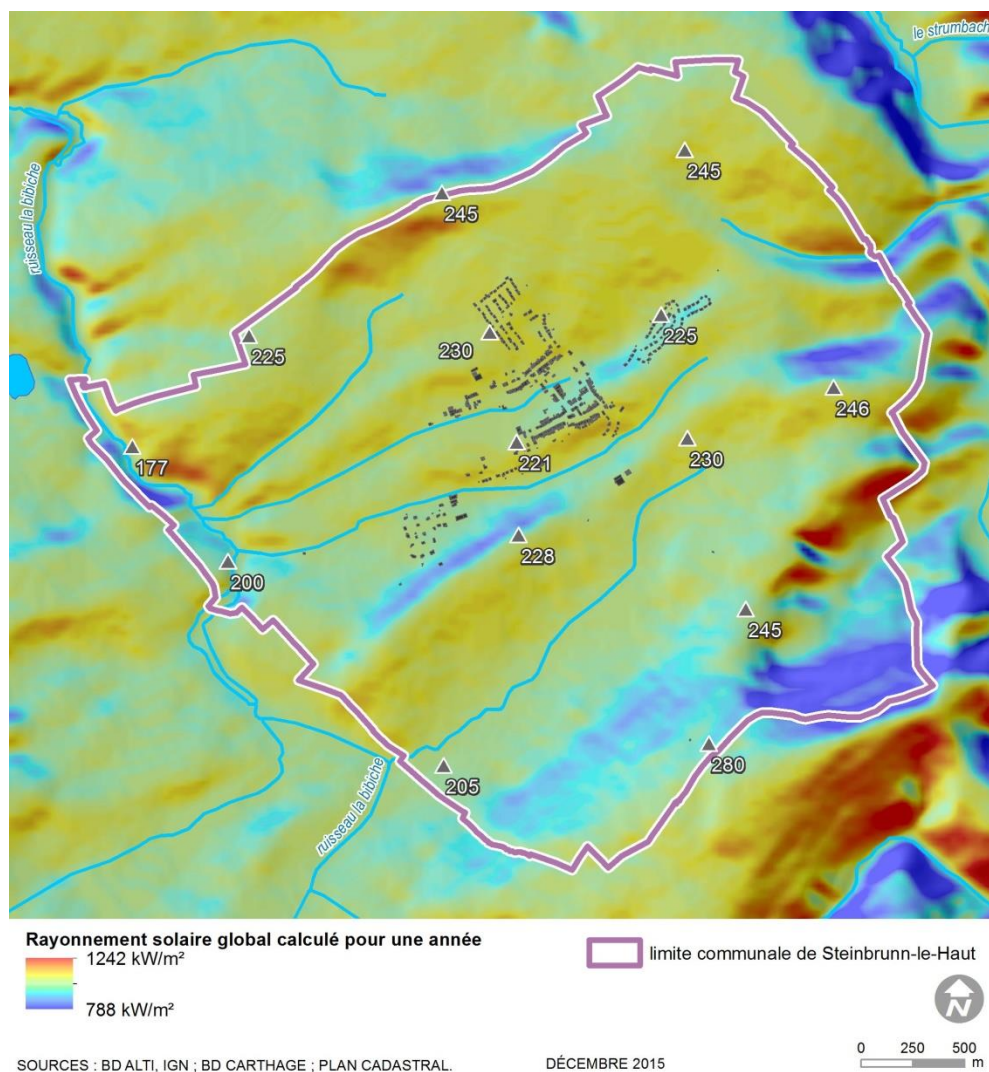 le strumbach
ruisseau la bibiche
245
245
225
230
225
246
177
221
230
228
200
245
205
280
ruisseau la bibiche
Rayonnement solaire global calculé pour une année
1242 kW/m²
788 kW/m²
limite communale de Steinbrunn-le-Haut
N
SOURCES : BD ALTI, IGN ; BD CARTHAGE ; PLAN CADASTRAL.
DÉCEMBRE 2015
0 250 500
m